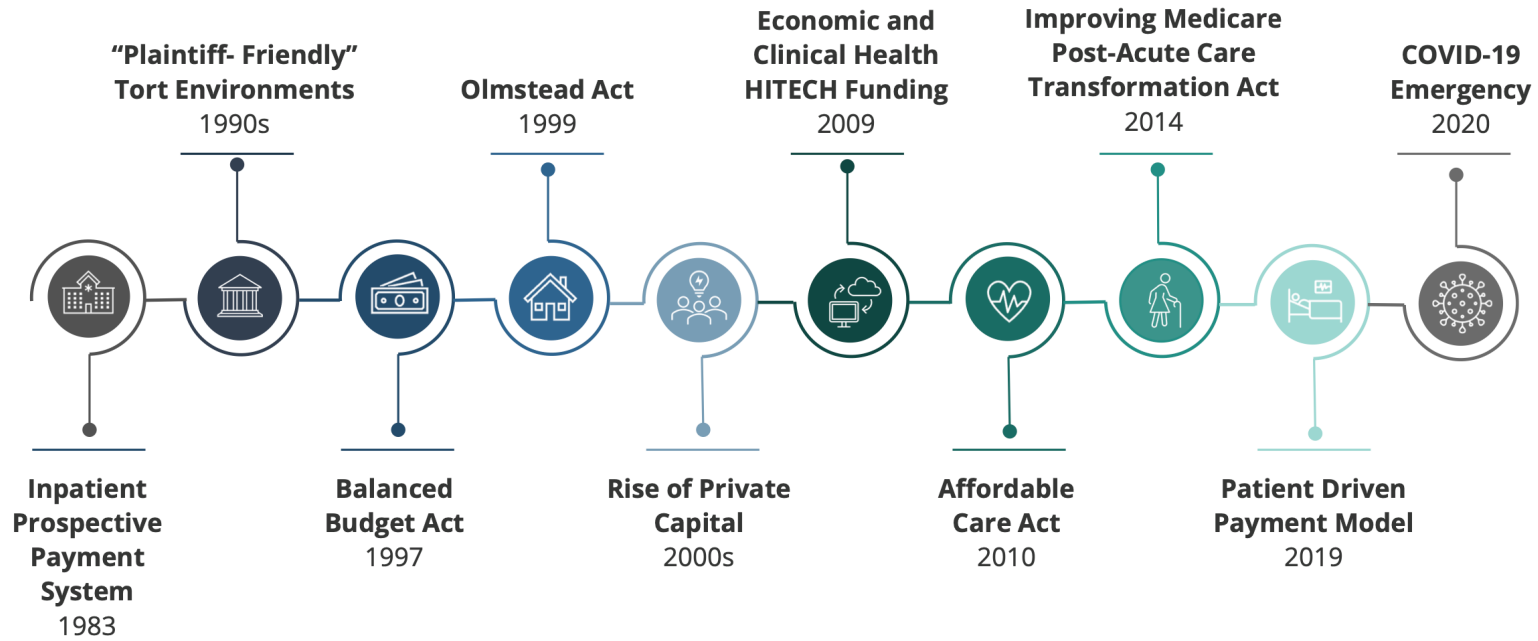 Inpatient
Prospective
Payment
System
1983
“Plaintiff- Friendly”
Tort Environments
1990s
Balanced
Budget Act
1997
Olmstead Act
1999
Rise of Private
Capital
2000s
Economic and
Clinical Health
HITECH Funding
2009
Affordable
Care Act
2010
Improving Medicare
Post-Acute Care
Transformation Act
2014
Patient Driven
Payment Model
2019
COVID-19
Emergency
2020